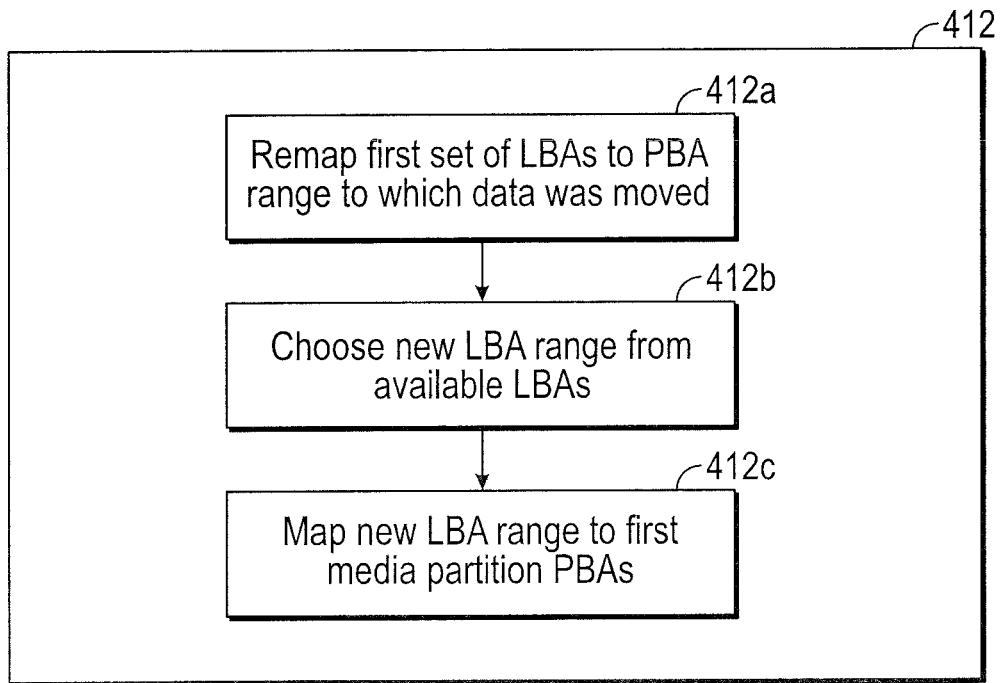 412
412a
Remap first set of LBAs to PBA
range to which data was moved
412b
Choose new LBA range from
available LBAs
412c
Map new LBA range to first
media partition PBAs